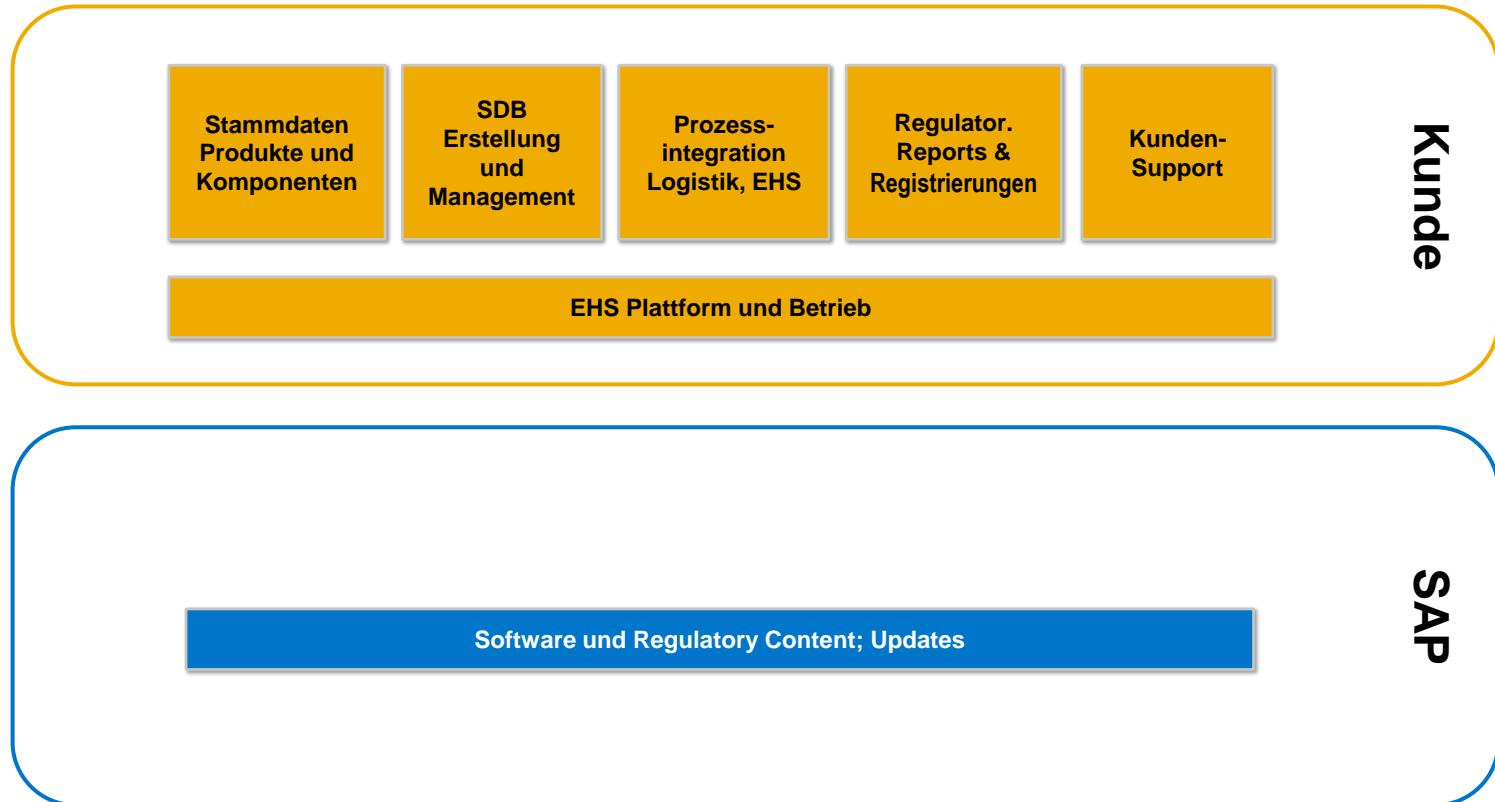 Stammdaten
Produkte und
Komponenten
SDB
Erstellung
und
Management
Prozess-
integration
Logistik, EHS
Regulator.
Reports &
Registrierungen
Kunden-
Support
EHS Plattform und Betrieb
Kunde
Software und Regulatory Content; Updates
SAP